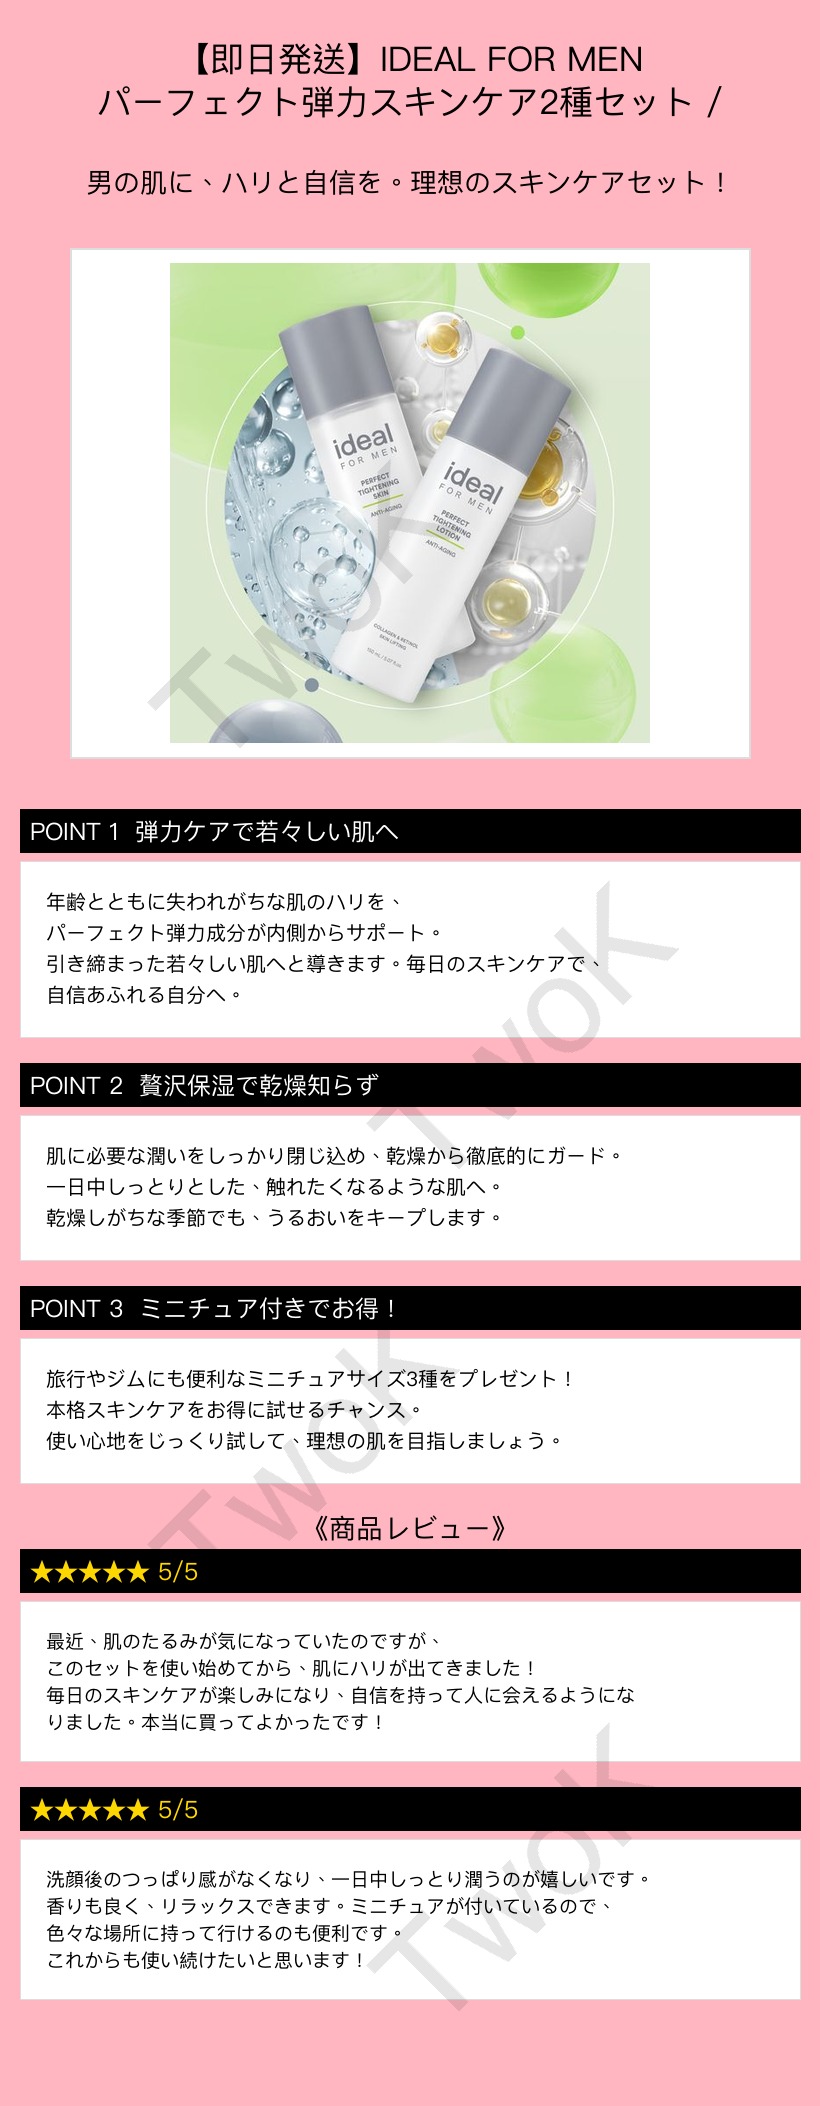 【即日発送】IDEAL FOR MEN
パーフェクト弾力スキンケア2種セット /
男の肌に、ハリと自信を。理想のスキンケアセット！
ideal
FOR MEN
PERFECT
TIGHTENING
SKIN
ANTI-AGING
ideal
FOR MEN
PERFECT
TIGHTENING
LOTION
ANTI-AGING
COLLAGEN & RETINOL
SKIN LIFTING
150 mL / 5.07 fl.oz
TwoK
POINT 1 弾力ケアで若々しい肌へ
年齢とともに失われがちな肌のハリを、
パーフェクト弾力成分が内側からサポート。
引き締まった若々しい肌へと導きます。毎日のスキンケアで、
自信あふれる自分へ。
TwoK
POINT 2 贅沢保湿で乾燥知らず
肌に必要な潤いをしっかり閉じ込め、乾燥から徹底的にガード。
一日中しっとりとした、触れたくなるような肌へ。
乾燥しがちな季節でも、うるおいをキープします。
POINT 3 ミニチュア付きでお得！
旅行やジムにも便利なミニチュアサイズ3種をプレゼント！
本格スキンケアをお得に試せるチャンス。
使い心地をじっくり試して、理想の肌を目指しましょう。
TwoK
《商品レビュー》
★★★★★ 5/5
最近、肌のたるみが気になっていたのですが、
このセットを使い始めてから、肌にハリが出てきました！
毎日のスキンケアが楽しみになり、自信を持って人に会えるようにな
りました。本当に買ってよかったです！
★★★★★ 5/5
洗顔後のつっぱり感がなくなり、一日中しっとり潤うのが嬉しいです。
香りも良く、リラックスできます。ミニチュアが付いているので、
色々な場所に持って行けるのも便利です。
これからも使い続けたいと思います！
TwoK